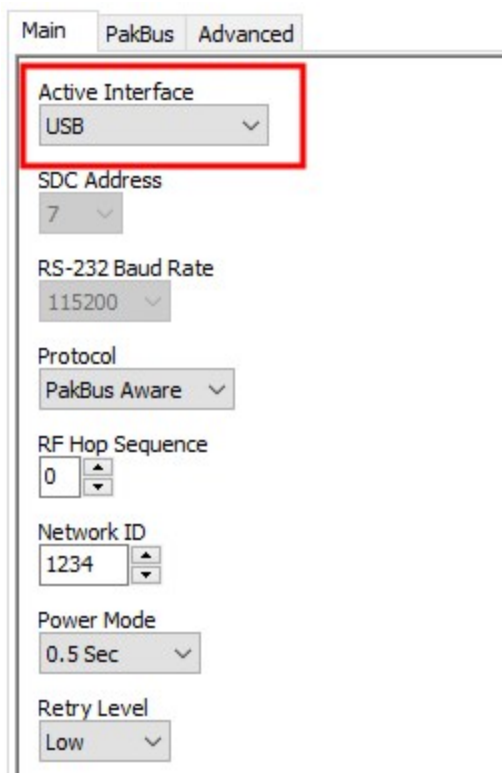 Main PakBus Advanced
Active Interface
USB
SDC Address
7
RS-232 Baud Rate
115200
Protocol
PakBus Aware
RF Hop Sequence
0
Network ID
1234
Power Mode
0.5 Sec
Retry Level
Low